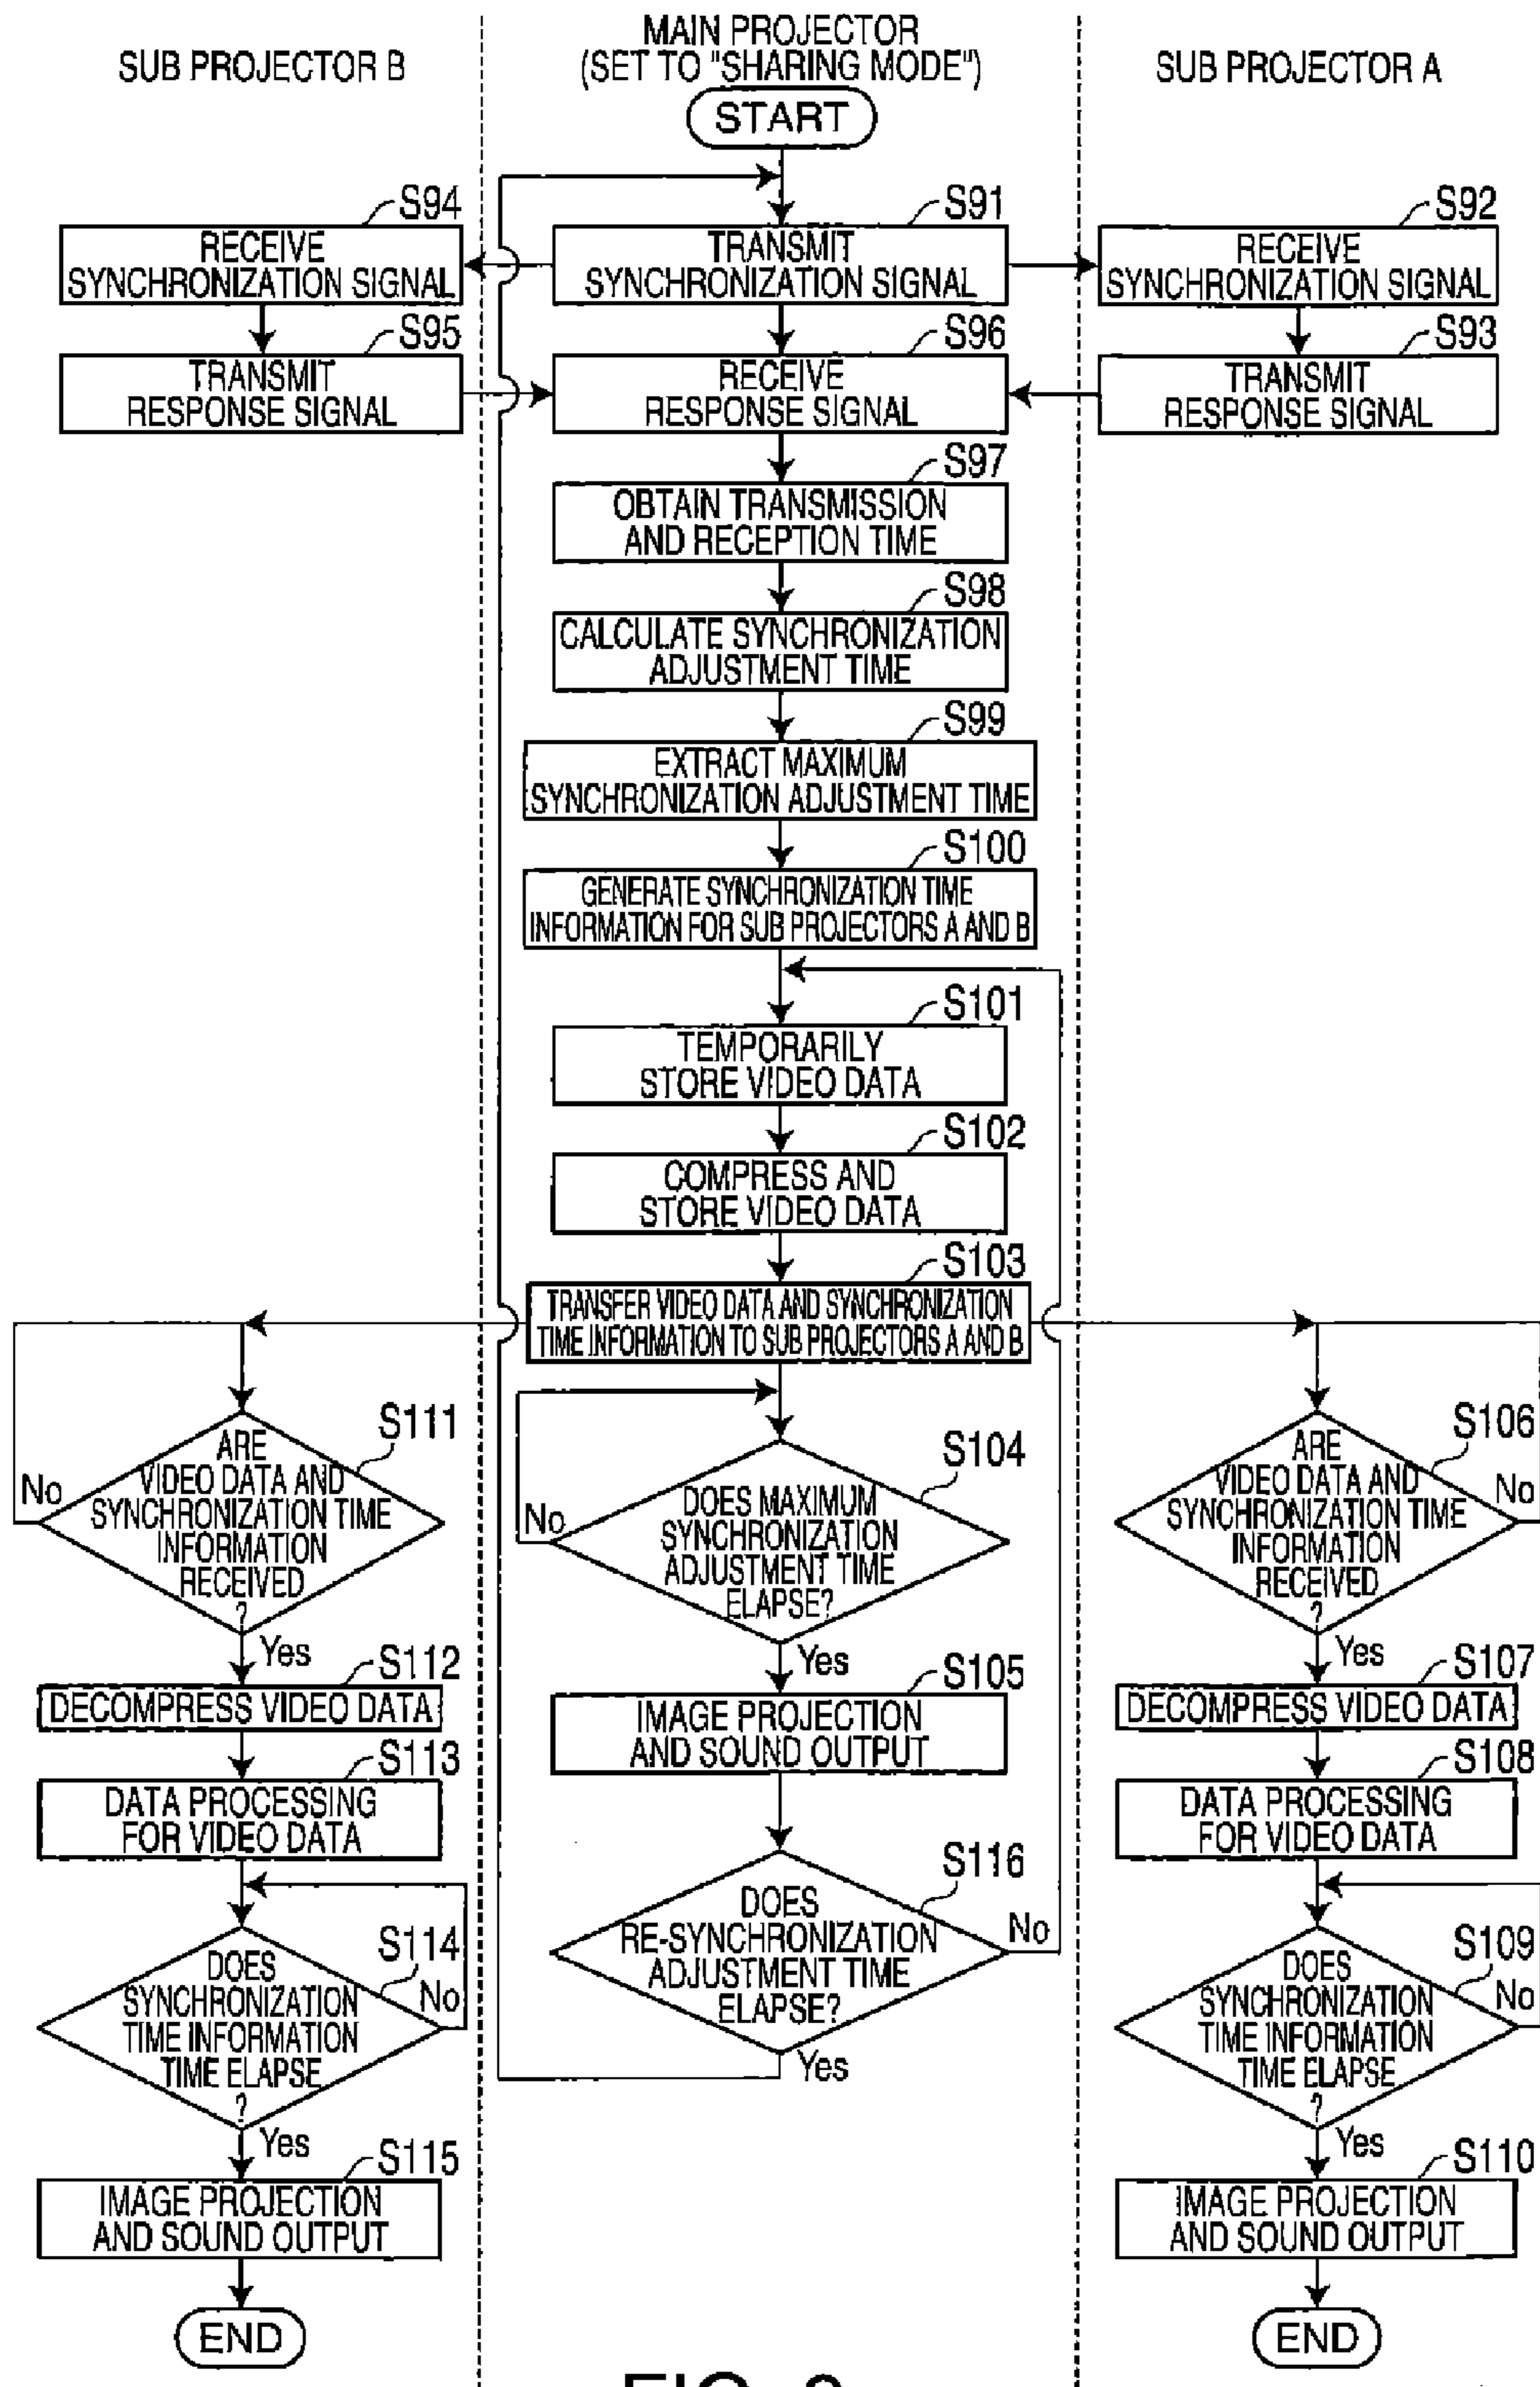 SUB PROJECTOR B
MAIN PROJECTOR
(SET TO "SHARING MODE")
SUB PROJECTOR A
START
S94
RECEIVE
SYNCHRONIZATION SIGNAL
S91
TRANSMIT
SYNCHRONIZATION SIGNAL
S92
RECEIVE
SYNCHRONIZATION SIGNAL
S95
TRANSMIT
RESPONSE SIGNAL
S96
RECEIVE
RESPONSE SIGNAL
S93
TRANSMIT
RESPONSE SIGNAL
S97
OBTAIN TRANSMISSION
AND RECEPTION TIME
S98
CALCULATE SYNCHRONIZATION
ADJUSTMENT TIME
S99
EXTRACT MAXIMUM
SYNCHRONIZATION ADJUSTMENT TIME
S100
GENERATE SYNCHRONIZATION TIME
INFORMATION FOR SUB PROJECTORS A AND B
S101
TEMPORARILY
STORE VIDEO DATA
S102
COMPRESS AND
STORE VIDEO DATA
S103
TRANSFER VIDEO DATA AND SYNCHRONIZATION
TIME INFORMATION TO SUB PROJECTORS A AND B
S111
ARE
VIDEO DATA AND
SYNCHRONIZATION TIME
INFORMATION
RECEIVED
?
No
Yes
S104
DOES MAXIMUM
SYNCHRONIZATION
ADJUSTMENT TIME
ELAPSE?
No
Yes
S106
ARE
VIDEO DATA AND
SYNCHRONIZATION TIME
INFORMATION
RECEIVED
?
No
Yes
S112
DECOMPRESS VIDEO DATA
S105
IMAGE PROJECTION
AND SOUND OUTPUT
S107
DECOMPRESS VIDEO DATA
S113
DATA PROCESSING
FOR VIDEO DATA
S108
DATA PROCESSING
FOR VIDEO DATA
S114
DOES
SYNCHRONIZATION
TIME INFORMATION
TIME ELAPSE
?
No
Yes
S116
DOES
RE-SYNCHRONIZATION
ADJUSTMENT TIME
ELAPSE?
No
Yes
S109
DOES
SYNCHRONIZATION
TIME INFORMATION
TIME ELAPSE
?
No
Yes
S115
IMAGE PROJECTION
AND SOUND OUTPUT
S110
IMAGE PROJECTION
AND SOUND OUTPUT
END
END
FIG.